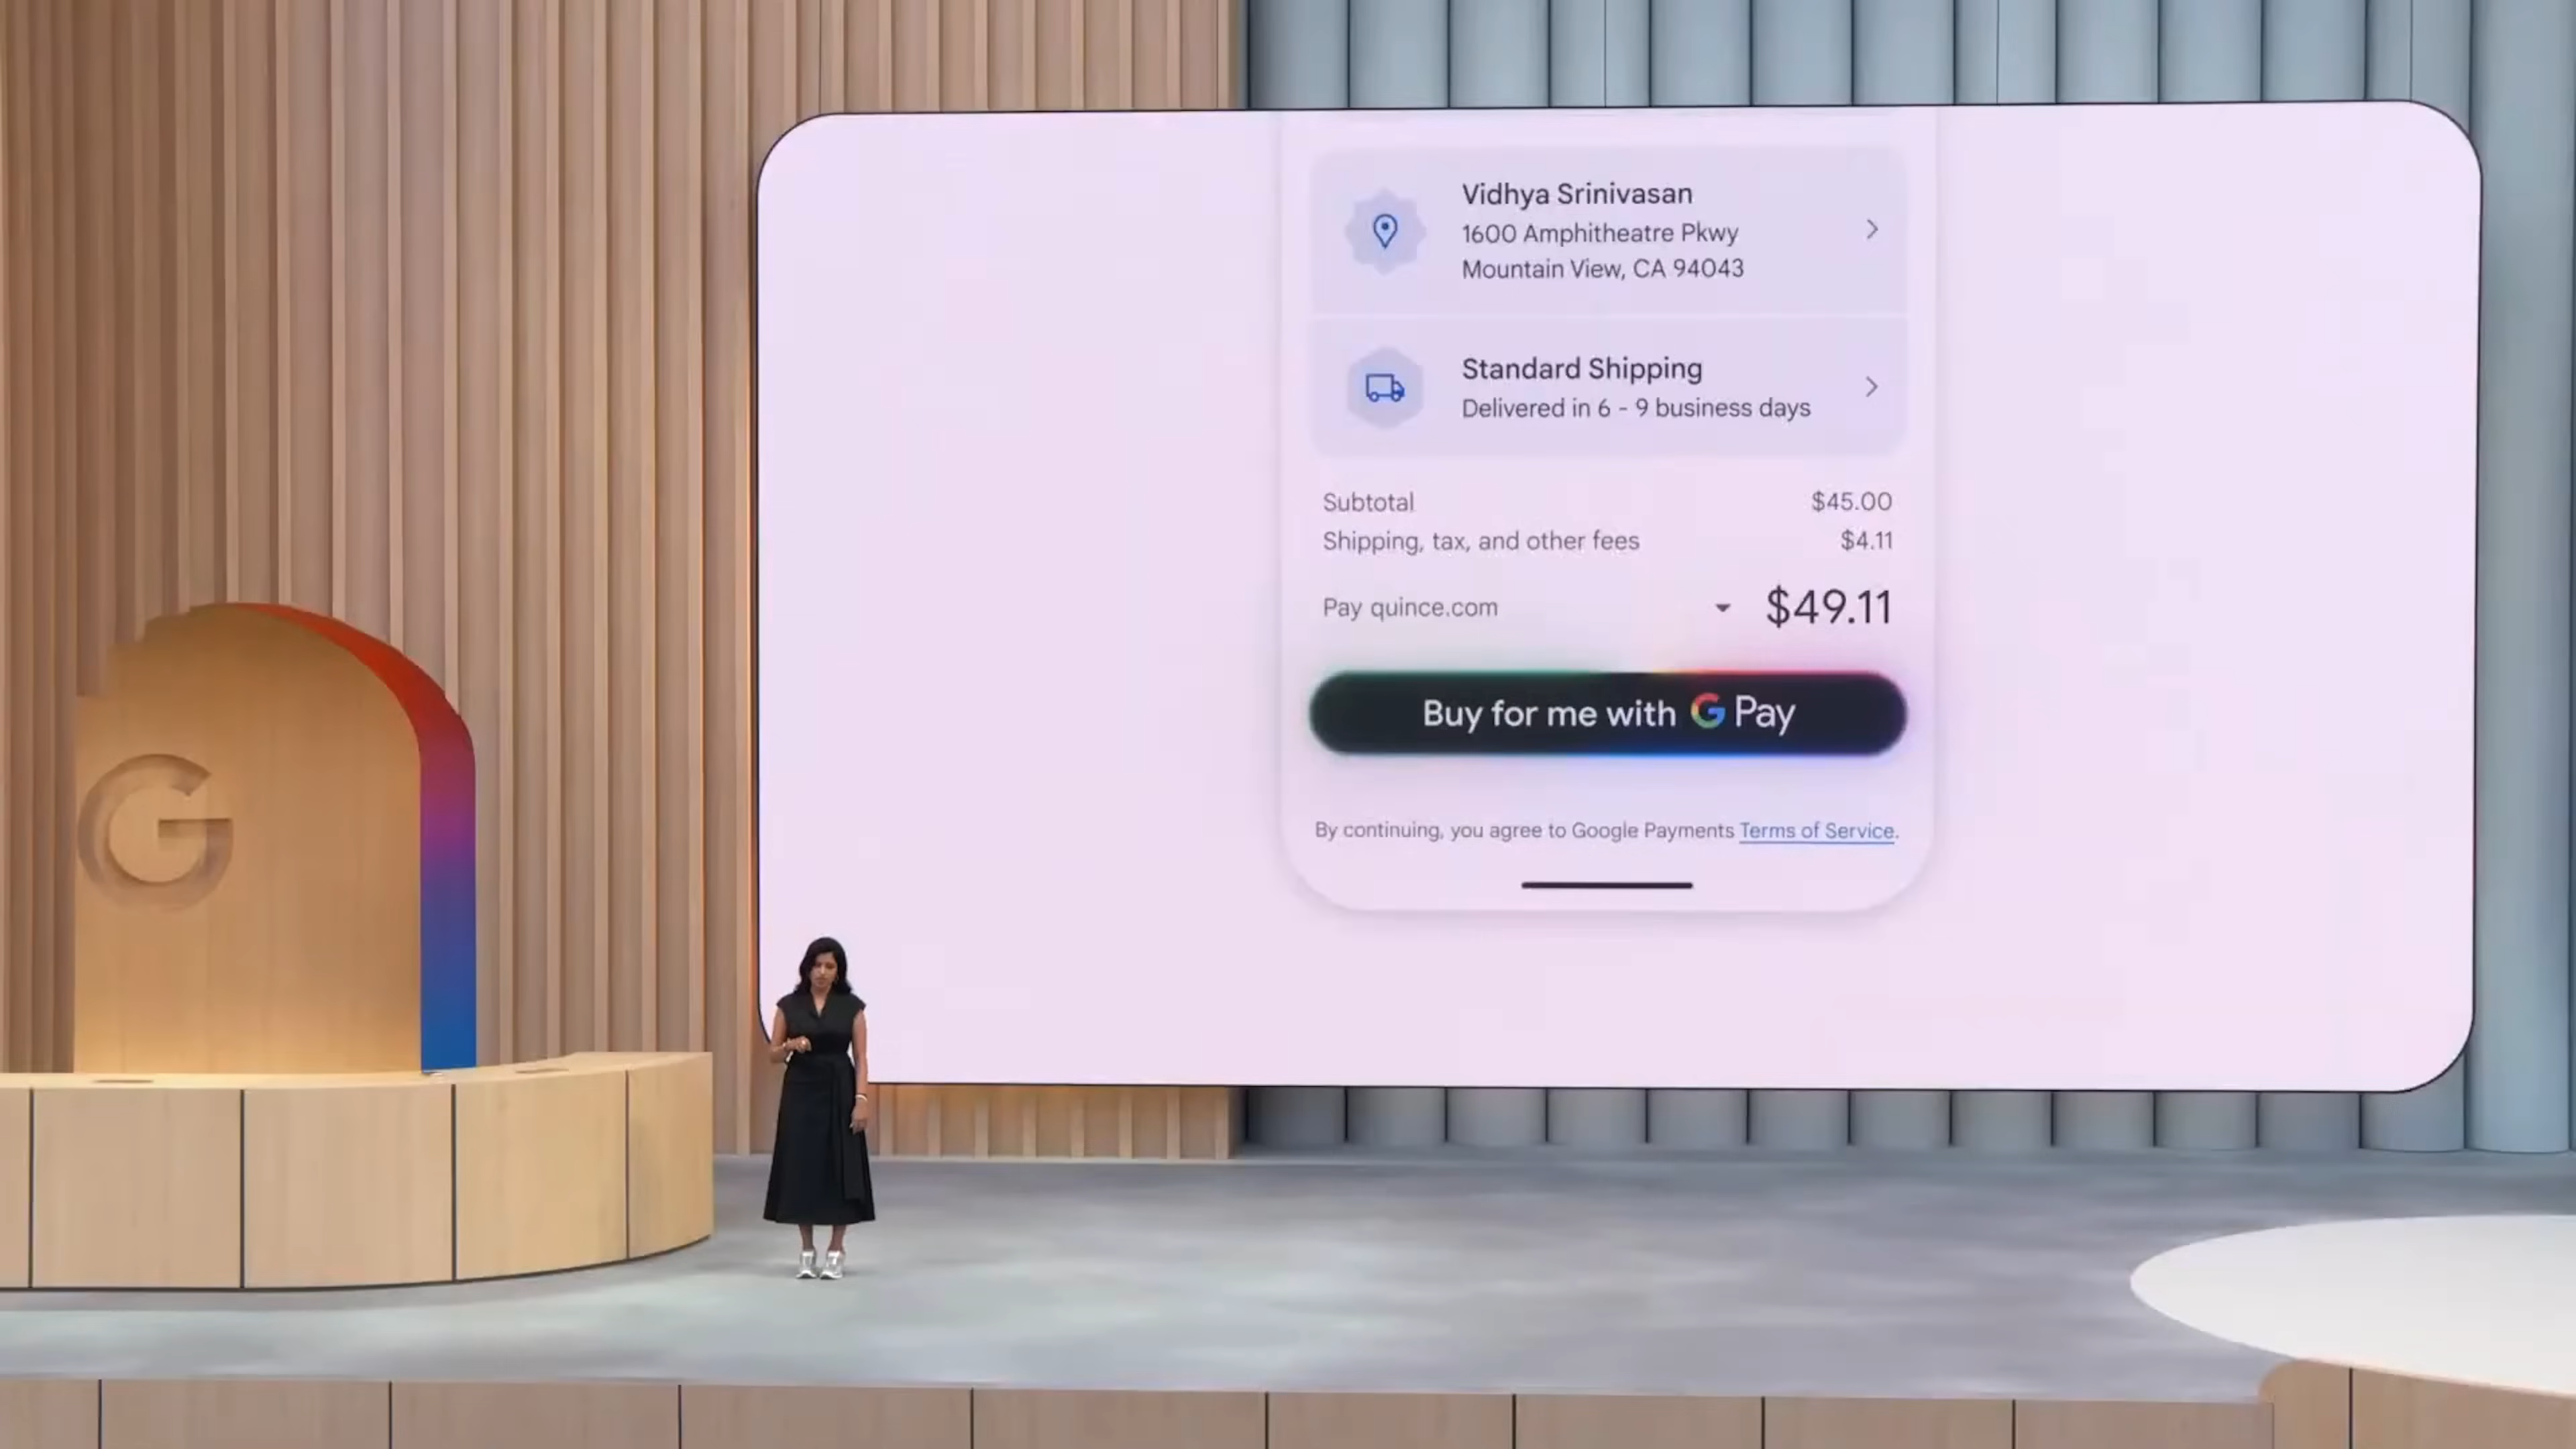 Vidhya Srinivasan
1600 Amphitheatre Pkwy
Mountain View, CA 94043
Standard Shipping
Delivered in 6 - 9 business days
Subtotal $45.00
Shipping, tax, and other fees $4.11
Pay quince.com $49.11
Buy for me with G Pay
By continuing, you agree to Google Payments Terms of Service.
G